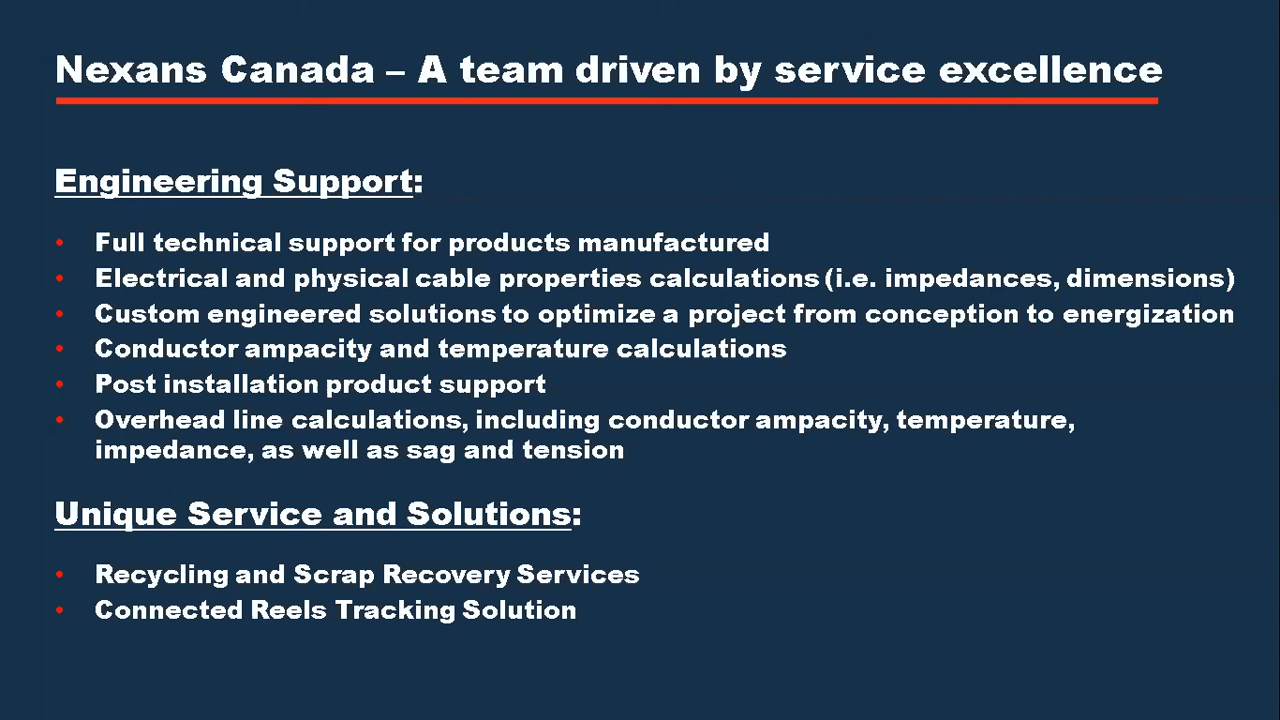 Nexans Canada – A team driven by service excellence
Engineering Support:
• Full technical support for products manufactured
• Electrical and physical cable properties calculations (i.e. impedances, dimensions)
• Custom engineered solutions to optimize a project from conception to energization
• Conductor ampacity and temperature calculations
• Post installation product support
• Overhead line calculations, including conductor ampacity, temperature,
impedance, as well as sag and tension
Unique Service and Solutions:
• Recycling and Scrap Recovery Services
• Connected Reels Tracking Solution